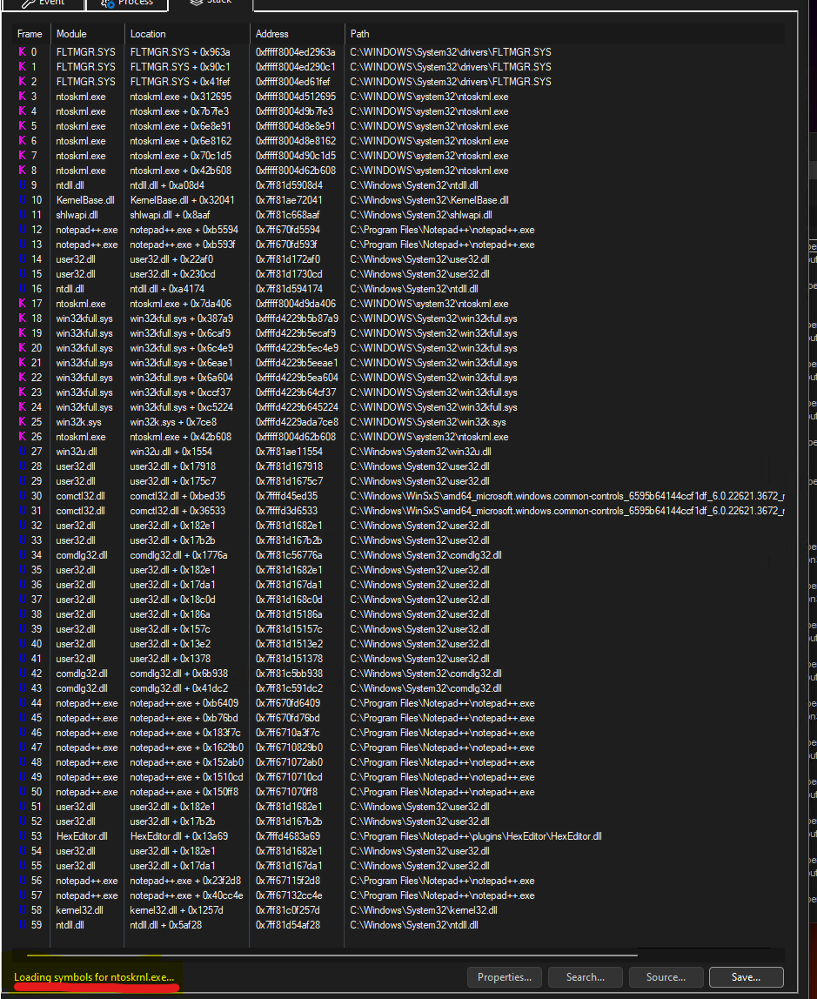 Event Process Stack
Frame Module Location Address Path
K 0 FLTMGR.SYS FLTMGR.SYS + 0x963a 0xfffff8004ed2963a C:\WINDOWS\System32\drivers\FLTMGR.SYS
K 1 FLTMGR.SYS FLTMGR.SYS + 0x90c1 0xfffff8004ed290c1 C:\WINDOWS\System32\drivers\FLTMGR.SYS
K 2 FLTMGR.SYS FLTMGR.SYS + 0x41fef 0xfffff8004ed61fef C:\WINDOWS\System32\drivers\FLTMGR.SYS
K 3 ntoskrnl.exe ntoskrnl.exe + 0x312695 0xfffff8004d512695 C:\WINDOWS\system32\ntoskrnl.exe
K 4 ntoskrnl.exe ntoskrnl.exe + 0x7b7fe3 0xfffff8004d9b7fe3 C:\WINDOWS\system32\ntoskrnl.exe
K 5 ntoskrnl.exe ntoskrnl.exe + 0x6e8e91 0xfffff8004d8e8e91 C:\WINDOWS\system32\ntoskrnl.exe
K 6 ntoskrnl.exe ntoskrnl.exe + 0x6e8162 0xfffff8004d8e8162 C:\WINDOWS\system32\ntoskrnl.exe
K 7 ntoskrnl.exe ntoskrnl.exe + 0x70c1d5 0xfffff8004d90c1d5 C:\WINDOWS\system32\ntoskrnl.exe
K 8 ntoskrnl.exe ntoskrnl.exe + 0x42b608 0xfffff8004d62b608 C:\WINDOWS\system32\ntoskrnl.exe
U 9 ntdll.dll ntdll.dll + 0xa08d4 0x7ff81d5908d4 C:\Windows\System32\ntdll.dll
U 10 KernelBase.dll KernelBase.dll + 0x32041 0x7ff81ae72041 C:\Windows\System32\KernelBase.dll
U 11 shlwapi.dll shlwapi.dll + 0x8aaf 0x7ff81c668aaf C:\Windows\System32\shlwapi.dll
U 12 notepad++.exe notepad++.exe + 0xb5594 0x7ff670fd5594 C:\Program Files\Notepad++\notepad++.exe
U 13 notepad++.exe notepad++.exe + 0xb593f 0x7ff670fd593f C:\Program Files\Notepad++\notepad++.exe
U 14 user32.dll user32.dll + 0x22af0 0x7ff81d172af0 C:\Windows\System32\user32.dll
U 15 user32.dll user32.dll + 0x230cd 0x7ff81d1730cd C:\Windows\System32\user32.dll
U 16 ntdll.dll ntdll.dll + 0xa4174 0x7ff81d594174 C:\Windows\System32\ntdll.dll
K 17 ntoskrnl.exe ntoskrnl.exe + 0x7da406 0xfffff8004d9da406 C:\WINDOWS\system32\ntoskrnl.exe
K 18 win32kfull.sys win32kfull.sys + 0x387a9 0xffffd4229b5b87a9 C:\WINDOWS\System32\win32kfull.sys
K 19 win32kfull.sys win32kfull.sys + 0x6caf9 0xffffd4229b5ecaf9 C:\WINDOWS\System32\win32kfull.sys
K 20 win32kfull.sys win32kfull.sys + 0x6c4e9 0xffffd4229b5ec4e9 C:\WINDOWS\System32\win32kfull.sys
K 21 win32kfull.sys win32kfull.sys + 0x6eae1 0xffffd4229b5eeae1 C:\WINDOWS\System32\win32kfull.sys
K 22 win32kfull.sys win32kfull.sys + 0x6a604 0xffffd4229b5ea604 C:\WINDOWS\System32\win32kfull.sys
K 23 win32kfull.sys win32kfull.sys + 0xccf37 0xffffd4229b64cf37 C:\WINDOWS\System32\win32kfull.sys
K 24 win32kfull.sys win32kfull.sys + 0xc5224 0xffffd4229b645224 C:\WINDOWS\System32\win32kfull.sys
K 25 win32k.sys win32k.sys + 0x7ce8 0xffffd4229ada7ce8 C:\WINDOWS\System32\win32k.sys
K 26 ntoskrnl.exe ntoskrnl.exe + 0x42b608 0xfffff8004d62b608 C:\WINDOWS\system32\ntoskrnl.exe
U 27 win32u.dll win32u.dll + 0x1554 0x7ff81ae11554 C:\Windows\System32\win32u.dll
U 28 user32.dll user32.dll + 0x17918 0x7ff81d167918 C:\Windows\System32\user32.dll
U 29 user32.dll user32.dll + 0x175c7 0x7ff81d1675c7 C:\Windows\System32\user32.dll
U 30 comctl32.dll comctl32.dll + 0xbed35 0x7fffd45ed35 C:\Windows\WinSxS\amd64_microsoft.windows.common-controls_6595b64144ccf1df_6.0.22621.3672_
U 31 comctl32.dll comctl32.dll + 0x36533 0x7fffd3d6533 C:\Windows\WinSxS\amd64_microsoft.windows.common-controls_6595b64144ccf1df_6.0.22621.3672_
U 32 user32.dll user32.dll + 0x182e1 0x7ff81d1682e1 C:\Windows\System32\user32.dll
U 33 user32.dll user32.dll + 0x17b2b 0x7ff81d167b2b C:\Windows\System32\user32.dll
U 34 comdlg32.dll comdlg32.dll + 0x1776a 0x7ff81c56776a C:\Windows\System32\comdlg32.dll
U 35 user32.dll user32.dll + 0x182e1 0x7ff81d1682e1 C:\Windows\System32\user32.dll
U 36 user32.dll user32.dll + 0x17da1 0x7ff81d167da1 C:\Windows\System32\user32.dll
U 37 user32.dll user32.dll + 0x18c0d 0x7ff81d168c0d C:\Windows\System32\user32.dll
U 38 user32.dll user32.dll + 0x186a 0x7ff81d15186a C:\Windows\System32\user32.dll
U 39 user32.dll user32.dll + 0x157c 0x7ff81d15157c C:\Windows\System32\user32.dll
U 40 user32.dll user32.dll + 0x13e2 0x7ff81d1513e2 C:\Windows\System32\user32.dll
U 41 user32.dll user32.dll + 0x1378 0x7ff81d151378 C:\Windows\System32\user32.dll
U 42 comdlg32.dll comdlg32.dll + 0x6b938 0x7ff81c5bb938 C:\Windows\System32\comdlg32.dll
U 43 comdlg32.dll comdlg32.dll + 0x41dc2 0x7ff81c591dc2 C:\Windows\System32\comdlg32.dll
U 44 notepad++.exe notepad++.exe + 0xb6409 0x7ff670fd6409 C:\Program Files\Notepad++\notepad++.exe
U 45 notepad++.exe notepad++.exe + 0xb76bd 0x7ff670fd76bd C:\Program Files\Notepad++\notepad++.exe
U 46 notepad++.exe notepad++.exe + 0x183f7c 0x7ff6710a3f7c C:\Program Files\Notepad++\notepad++.exe
U 47 notepad++.exe notepad++.exe + 0x1629b0 0x7ff6710829b0 C:\Program Files\Notepad++\notepad++.exe
U 48 notepad++.exe notepad++.exe + 0x152ab0 0x7ff671072ab0 C:\Program Files\Notepad++\notepad++.exe
U 49 notepad++.exe notepad++.exe + 0x1510cd 0x7ff6710710cd C:\Program Files\Notepad++\notepad++.exe
U 50 notepad++.exe notepad++.exe + 0x150ff8 0x7ff671070ff8 C:\Program Files\Notepad++\notepad++.exe
U 51 user32.dll user32.dll + 0x182e1 0x7ff81d1682e1 C:\Windows\System32\user32.dll
U 52 user32.dll user32.dll + 0x17b2b 0x7ff81d167b2b C:\Windows\System32\user32.dll
U 53 HexEditor.dll HexEditor.dll + 0x13a69 0x7fffd4683a69 C:\Program Files\Notepad++\plugins\HexEditor\HexEditor.dll
U 54 user32.dll user32.dll + 0x182e1 0x7ff81d1682e1 C:\Windows\System32\user32.dll
U 55 user32.dll user32.dll + 0x17da1 0x7ff81d167da1 C:\Windows\System32\user32.dll
U 56 notepad++.exe notepad++.exe + 0x23f2d8 0x7ff67115f2d8 C:\Program Files\Notepad++\notepad++.exe
U 57 notepad++.exe notepad++.exe + 0x40cc4e 0x7ff67132cc4e C:\Program Files\Notepad++\notepad++.exe
U 58 kernel32.dll kernel32.dll + 0x1257d 0x7ff81c0f257d C:\Windows\System32\kernel32.dll
U 59 ntdll.dll ntdll.dll + 0x5af28 0x7ff81d54af28 C:\Windows\System32\ntdll.dll
Loading symbols for ntoskrnl.exe... Properties... Search... Source... Save...